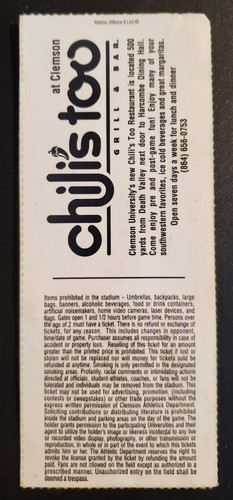 at Clemson
chili's too
GRILL & BAR
Clemson University's new Chili's Too Restaurant is located 500
yards from Death Valley next door to Harcombe Dining Hall.
Come enjoy pre and post-game fun! Enjoy many of your
southwestern favorites, ice cold beverages and great margaritas.
Open seven days a week for lunch and dinner
(864) 656-0753
Items prohibited in the stadium - Umbrellas, backpacks, large
bags, banners, alcoholic beverages, food or drink containers,
artificial noisemakers, home video cameras, laser devices, and
flags. Gates open 1 and 1/2 hours before game time. Persons over
the age of 2 must have a ticket. There is no refund or exchange of
tickets, for any reason. This includes changes in opponent,
time/date of game. Purchaser assumes all responsibility in case of
accident or property loss. Reselling of this ticket for an amount
greater than the printed price is prohibited. This ticket if lost or
stolen will not be replaced nor will money for tickets sold be
refunded at anytime. Smoking is only permitted in the designated
smoking areas. Profanity, total comments or intimidating actions
directed at officials, student-athletes, coaches, or fans will not be
tolerated and individuals may be removed from the stadium. This
ticket may not be used for advertising, promotion, (including
contests or sweepstakes) or other trade purposes without the
express written permission of Clemson Athletics Department.
Soliciting contributions or distributing literature is prohibited
inside the stadium and parking areas on the day of game. The
holder grants permission to the participating Universities and their
agent to utilize the holder's image or likeness incidental to any live
or recorded video display, photography, or other transmission or
reproduction, in whole or in part of the event to which this ticket
admits him or her. The Athletic Department reserves the right to
revoke the license granted by the ticket by refunding the amount
paid. Fans are not allowed on the field except as authorized in a
prescribed manner. Unauthorized entry on the field shall be
deemed a trespass.